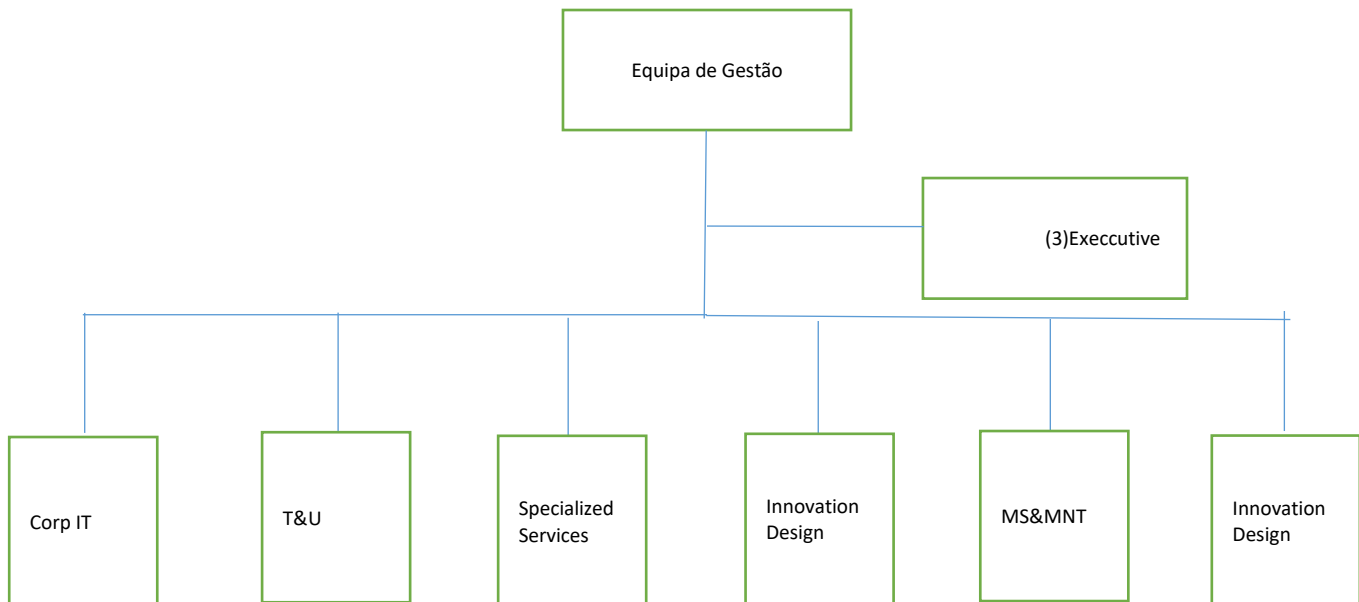 Equipa de Gestão
(3)Execcutive
Corp IT
T&U
Specialized
Services
Innovation
Design
MS&MNT
Innovation
Design